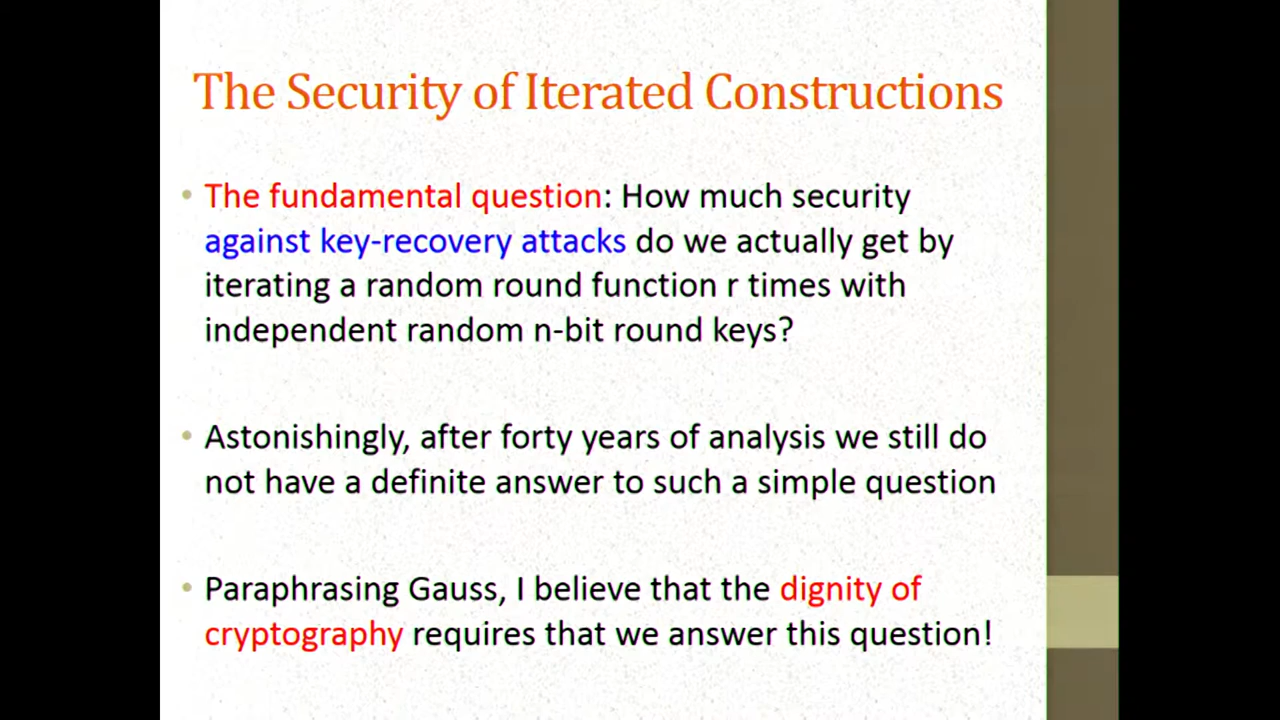 The Security of Iterated Constructions
• The fundamental question: How much security
against key-recovery attacks do we actually get by
iterating a random round function r times with
independent random n-bit round keys?
• Astonishingly, after forty years of analysis we still do
not have a definite answer to such a simple question
• Paraphrasing Gauss, I believe that the dignity of
cryptography requires that we answer this question!